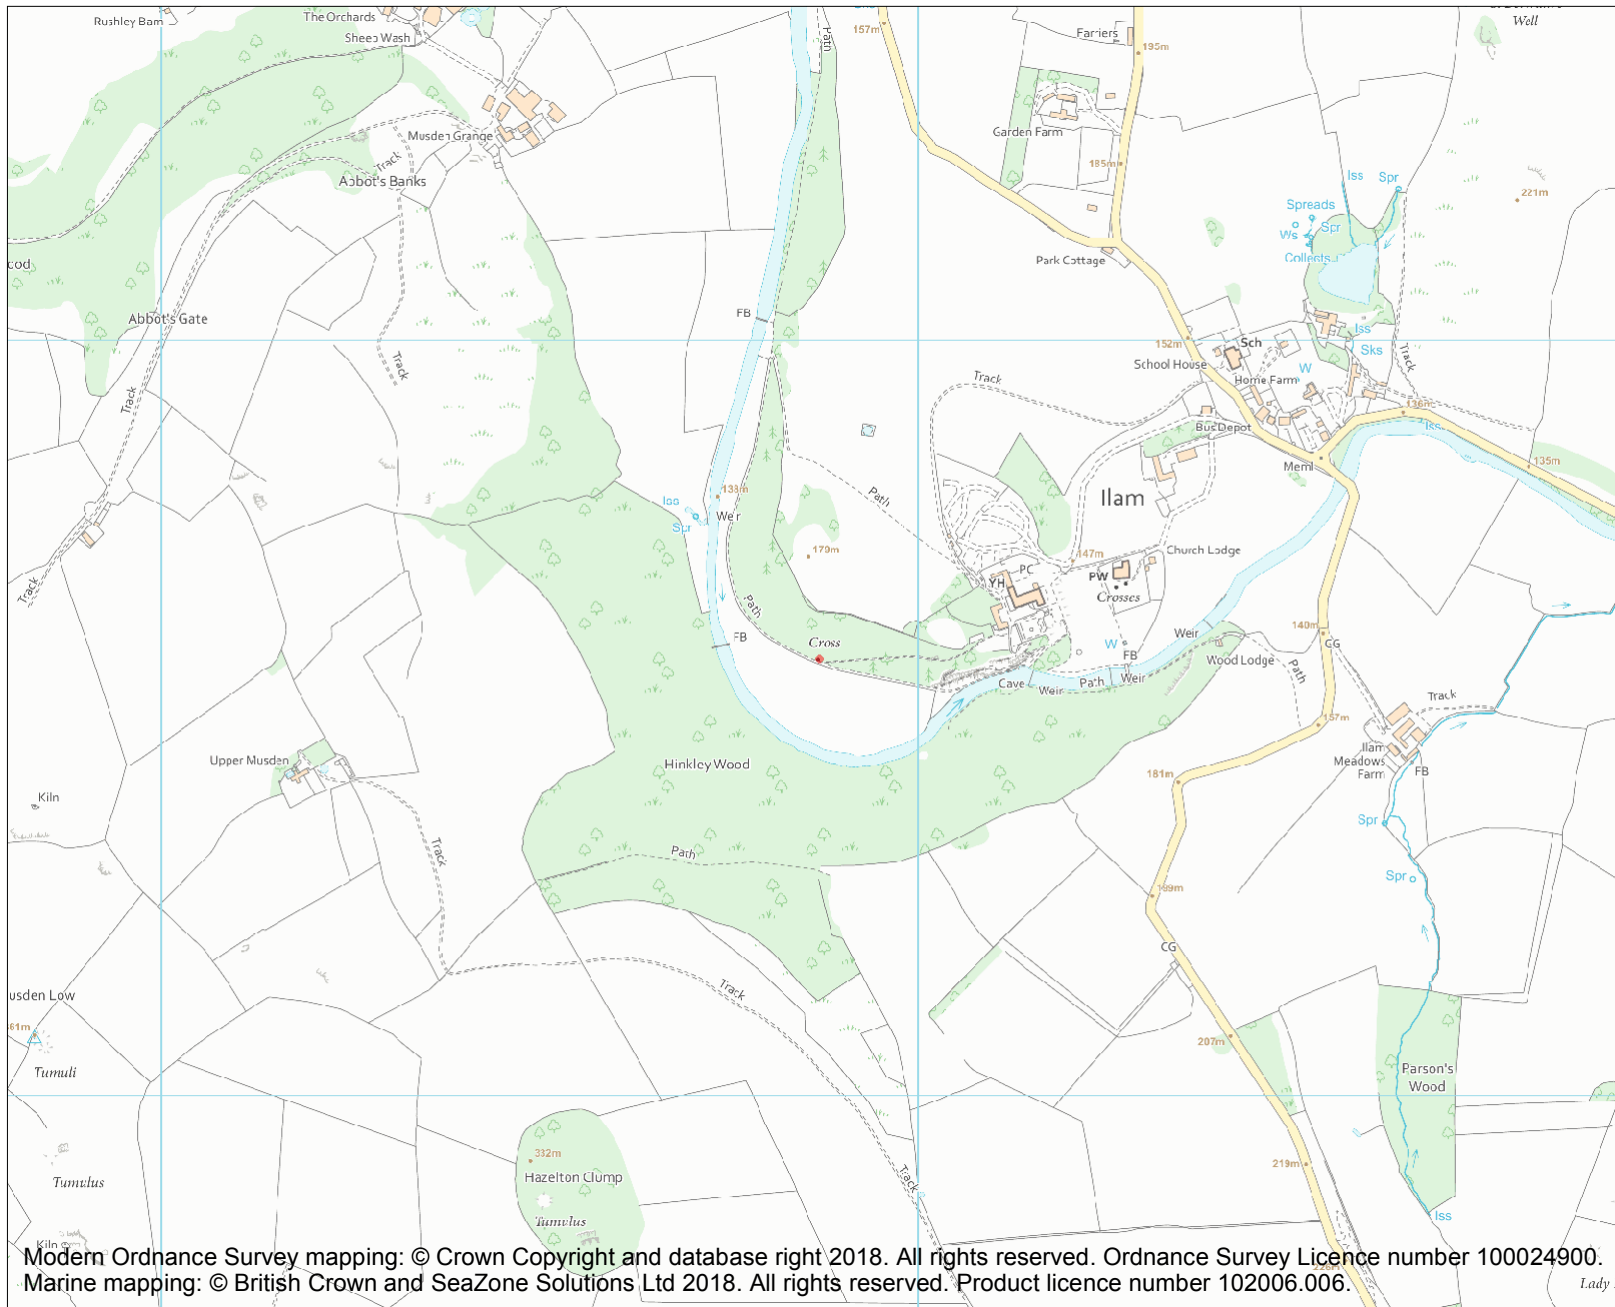 Rushley Barn
The Orchards
Sheep Wash
Path
157m
Farriers
195m
Well
Musden Grange
Track
Abbot's Banks
Garden Farm
185m
Iss
Spr
221m
Spreads
Spr
Ws
Collects
Park Cottage
Abbot's Gate
FB
Track
Track
152m
Sch
School House
Iss
Sks
Track
Home Farm
W
Track
136m
Bus Depot
Iss
Meml
135m
Ilam
Path
138m
Iss
Spr
Weir
179m
147m
Church Lodge
PC
YH
PW
Crosses
Track
Path
FB
Cross
W
FB
Weir
140m
CG
Wood Lodge
Path
Cave
Weir
Path
Weir
Track
157m
Ilam
Meadows
Farm
FB
Upper Musden
Hinkley Wood
181m
Kiln
Spr
Track
Path
Spr
189m
CG
Track
usden Low
361m
Tumuli
207m
Parson's
Wood
332m
Hazelton Clump
219m
Track
Tumulus
Tumulus
Iss
Kiln
Modern Ordnance Survey mapping: © Crown Copyright and database right 2018. All rights reserved. Ordnance Survey Licence number 100024900.
Marine mapping: © British Crown and SeaZone Solutions Ltd 2018. All rights reserved. Product licence number 102006.006.
Lady